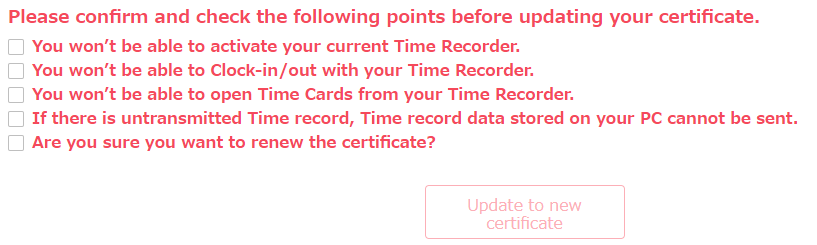 Please confirm and check the following points before updating your certificate.
You won’t be able to activate your current Time Recorder.
You won’t be able to Clock-in/out with your Time Recorder.
You won’t be able to open Time Cards from your Time Recorder.
If there is untransmitted Time record, Time record data stored on your PC cannot be sent.
Are you sure you want to renew the certificate?
Update to new
certificate